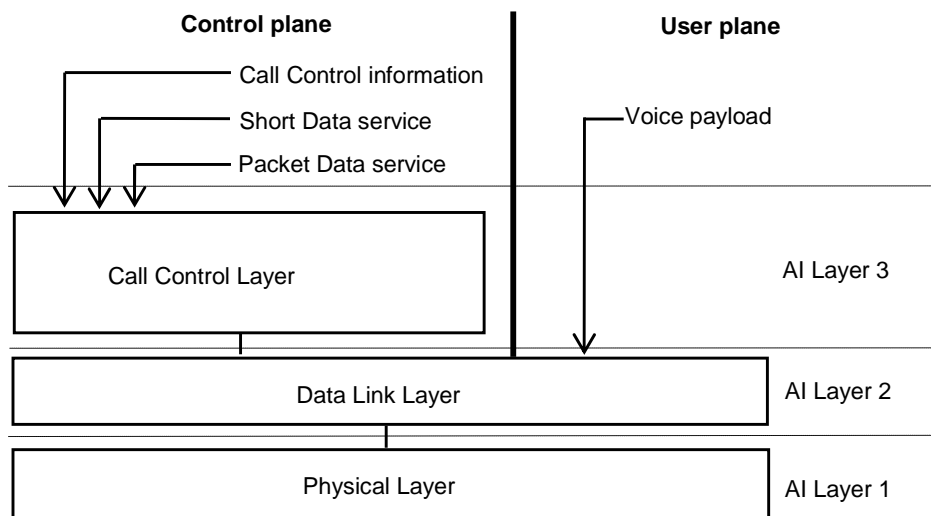 Control plane
User plane
Call Control information
Short Data service
Voice payload
Packet Data service
Call Control Layer
AI Layer 3
Data Link Layer
AI Layer 2
Physical Layer
AI Layer 1